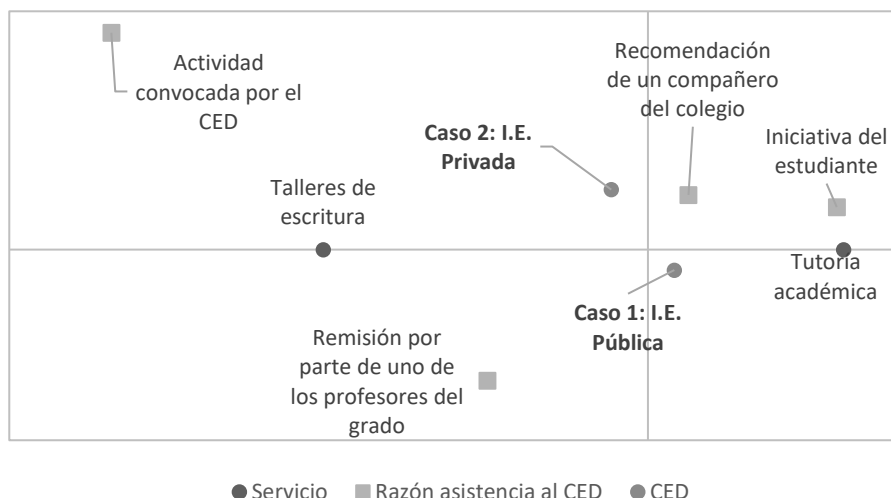 Actividad
convocada por el
CED
Recomendación
de un compañero
del colegio
Caso 2: I.E.
Privada
Iniciativa del
estudiante
Talleres de
escritura
Tutoría
académica
Caso 1: I.E.
Pública
Remisión por
parte de uno de
los profesores del
grado
Servicio
Razón asistencia al CED
CED